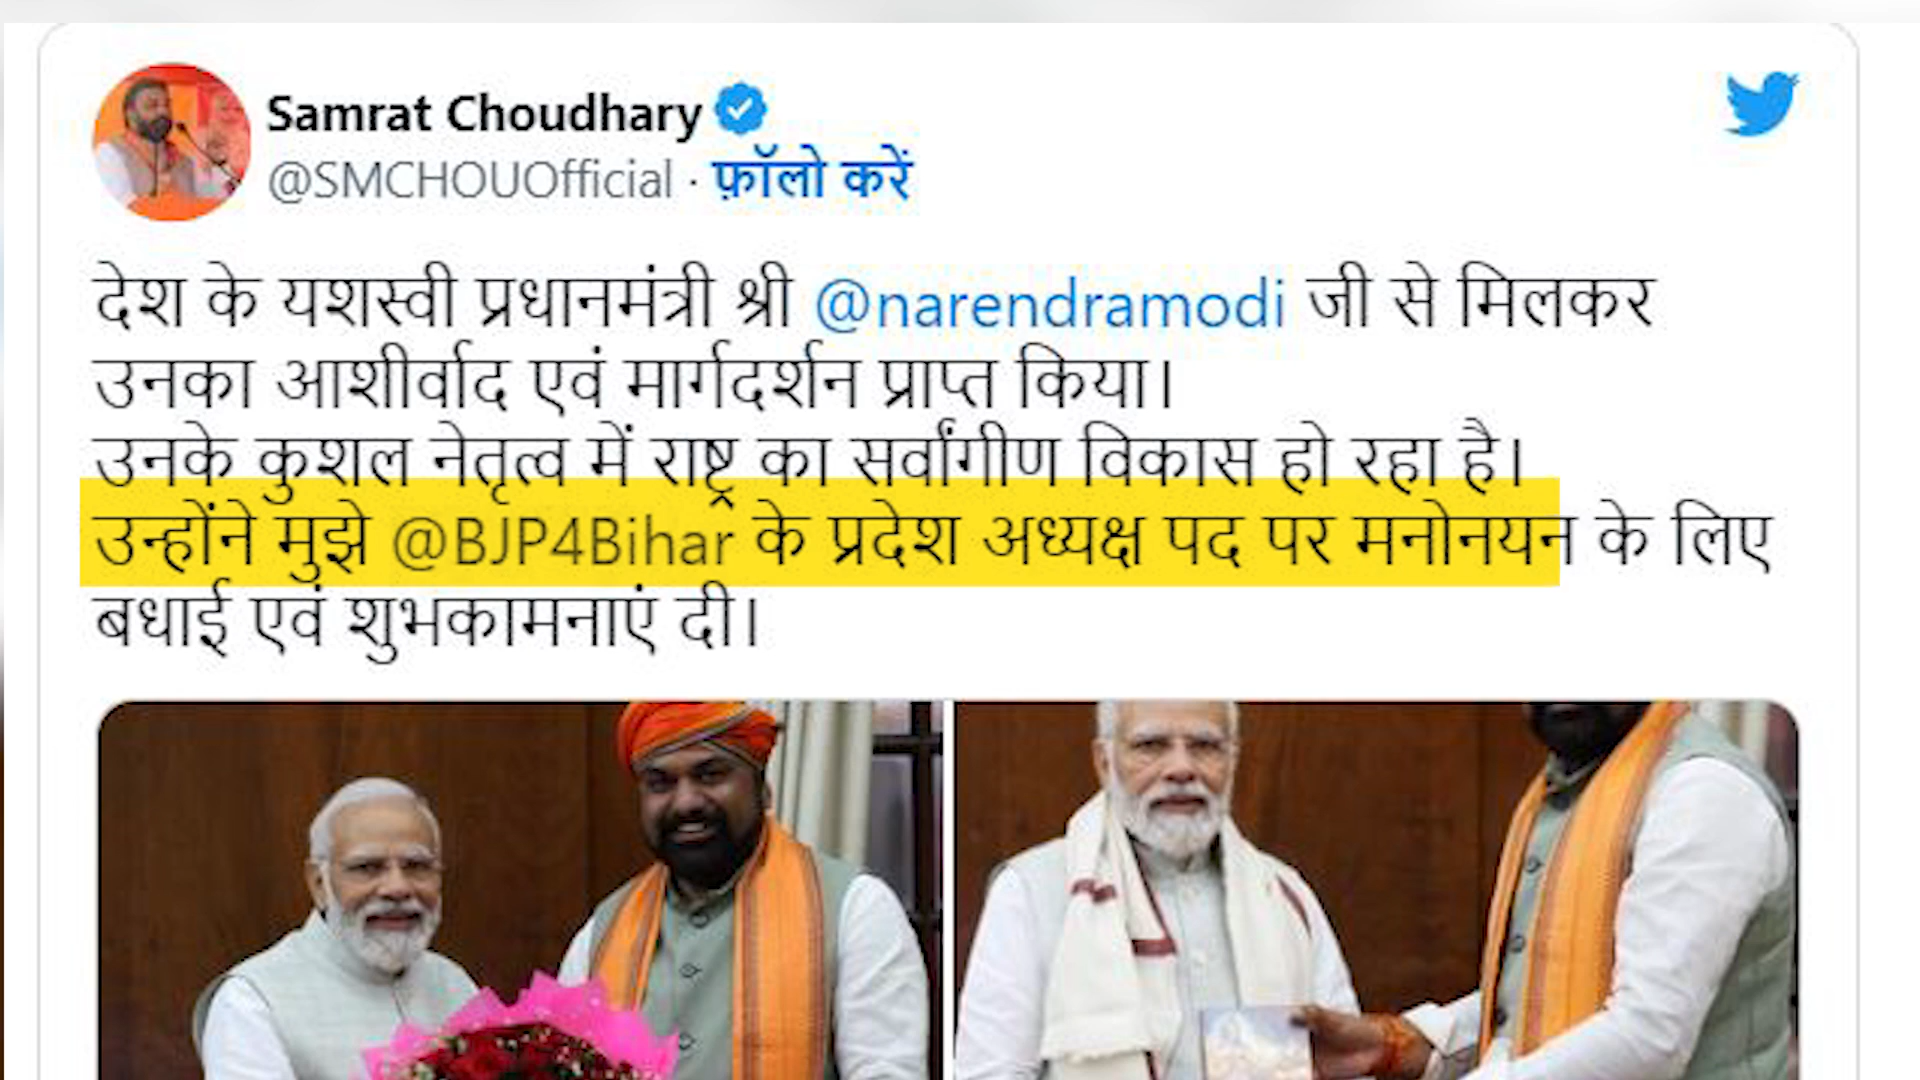 Samrat Choudhary
@SMCHOUOfficial · फ़ॉलो करें
देश के यशस्वी प्रधानमंत्री श्री @narendramodi जी से मिलकर
उनका आशीर्वाद एवं मार्गदर्शन प्राप्त किया।
उनके कुशल नेतृत्व में राष्ट्र का सर्वांगीण विकास हो रहा है।
उन्होंने मुझे @BJP4Bihar के प्रदेश अध्यक्ष पद पर मनोनयन के लिए
बधाई एवं शुभकामनाएं दी।